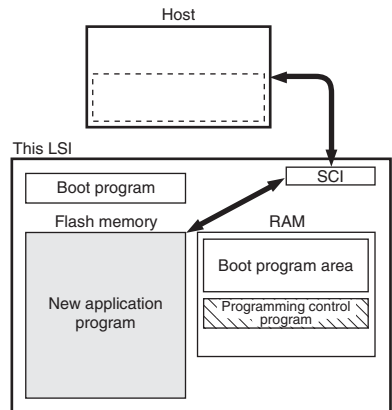 Host
This LSI
SCI
Boot program
Flash memory
RAM
New application
program
Boot program area
Programming control
program